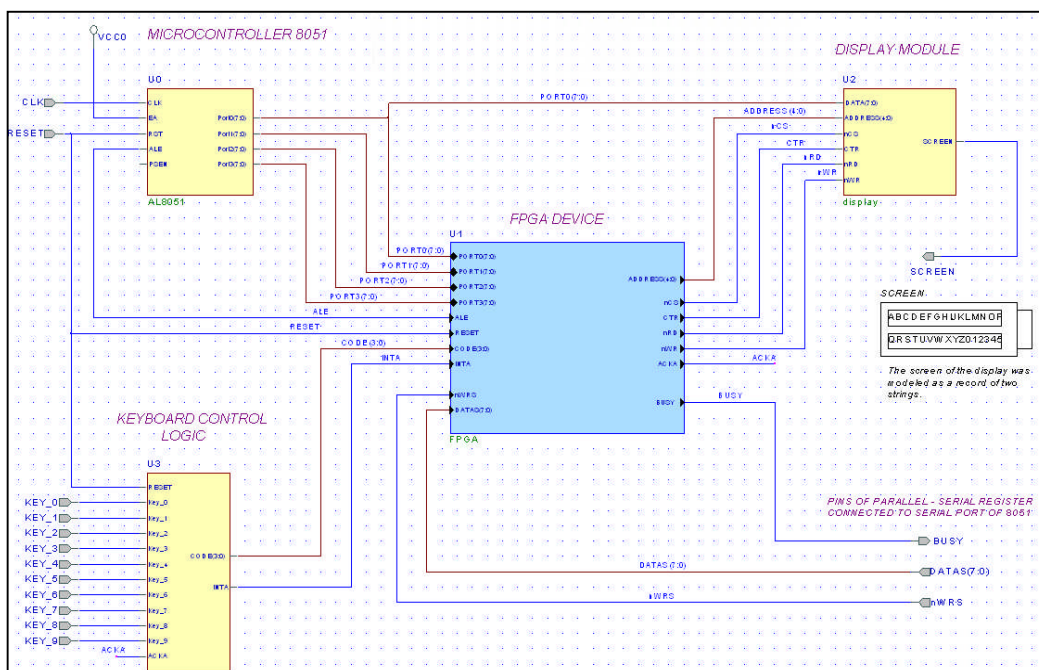 VCC0
MICROCONTROLLER 8051
DISPLAY MODULE
U0
U2
CLK
CLK
EA
RESET
RST
ALE
PSEN
Port0(7:0)
Port1(7:0)
Port2(7:0)
Port3(7:0)
AL8051
PORT0(7:0)
ADDRESS(4:0)
nCS
CTR
nRD
nWR
DATA(7:0)
ADDRESS(4:0)
nCS
CTR
nRD
nWR
SCREEN
display
FPGA DEVICE
U1
PORT0(7:0)
PORT1(7:0)
PORT2(7:0)
PORT3(7:0)
ALE
RESET
CODE(3:0)
INTA
PORT0(7:0)
PORT1(7:0)
PORT2(7:0)
PORT3(7:0)
ALE
RESET
CODE(3:0)
INTA
nWRS
DATAS(7:0)
ADDRESS(4:0)
nCS
CTR
nRD
nWR
ACKA
BUSY
FPGA
ACKA
BUSY
SCREEN
SCREEN
ABCDEFGHIJKLMNOP
QRSTUVWXYZ012345
The screen of the display was
modeled as a record of two
strings.
KEYBOARD CONTROL
LOGIC
U3
RESET
KEY_0
Key_0
KEY_1
Key_1
KEY_2
Key_2
KEY_3
Key_3
KEY_4
Key_4
KEY_5
Key_5
KEY_6
Key_6
KEY_7
Key_7
KEY_8
Key_8
KEY_9
Key_9
ACKA
ACKA
CODE(3:0)
INTA
PINS OF PARALLEL - SERIAL REGISTER
CONNECTED TO SERIAL PORT OF 8051
BUSY
DATAS(7:0)
DATAS(7:0)
nWRS
nWRS